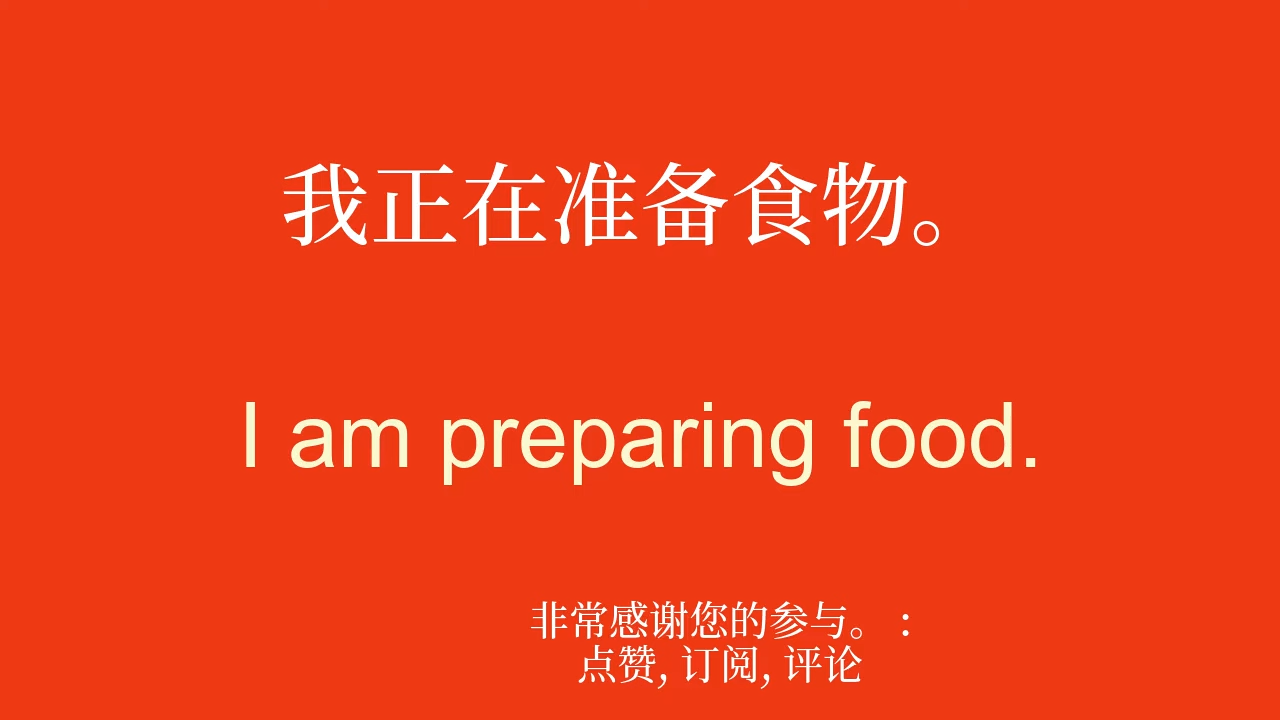 我正在准备食物。
I am preparing food.
非常感谢您的参与。 :
点赞, 订阅, 评论